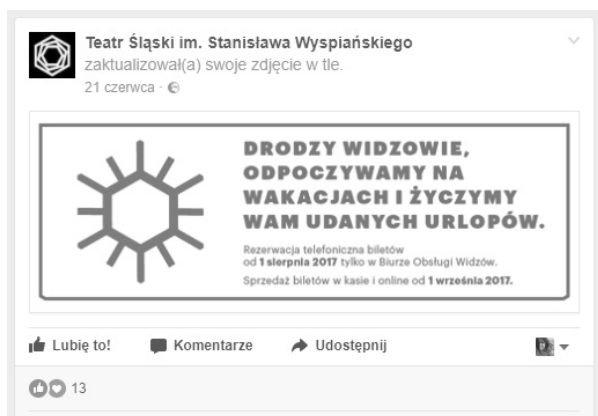 Teatr Śląski im. Stanisława Wyspiańskiego
zaktualizował(a) swoje zdjęcie w tle.
21 czerwca ·
DRODZY WIDZOWIE,
ODPOCZYWAMY NA
WAKACJACH I ŻYCZYMY
WAM UDANYCH URLOPÓW.
Rezerwacja telefoniczna biletów
od 1 sierpnia 2017 tylko w Biurze Obsługi Widzów.
Sprzedaż biletów w kasie i online od 1 września 2017.
Lubię to! Komentarze Udostępnij
13